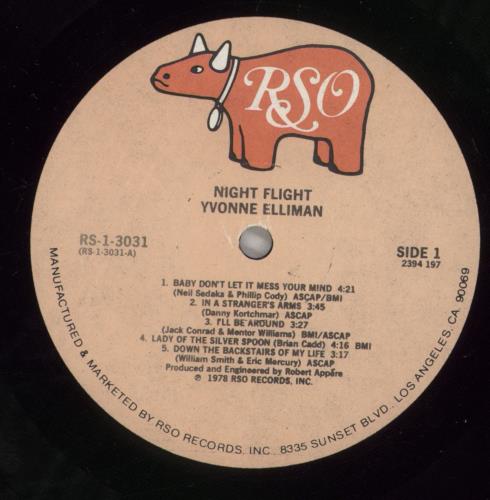 RSO
NIGHT FLIGHT
YVONNE ELLIMAN
RS-1-3031
(RS-1-3031-A)
SIDE 1
2394 197
1. BABY DON'T LET IT MESS YOUR MIND 4:21
(Neil Sedaka & Phillip Cody) ASCAP/BMI
2. IN A STRANGER'S ARMS 3:45
(Danny Kortchmar) ASCAP
3. I'LL BE AROUND 3:27
(Jack Conrad & Mentor Williams) BMI/ASCAP
4. LADY OF THE SILVER SPOON (Brian Cadd) 4:16 BMI
5. DOWN THE BACKSTAIRS OF MY LIFE 3:17
(William Smith & Eric Mercury) ASCAP
Produced and Engineered by Robert Appère
℗ 1978 RSO RECORDS, INC.
MANUFACTURED & MARKETED BY RSO RECORDS, INC., 8335 SUNSET BLVD., LOS ANGELES, CA. 90069